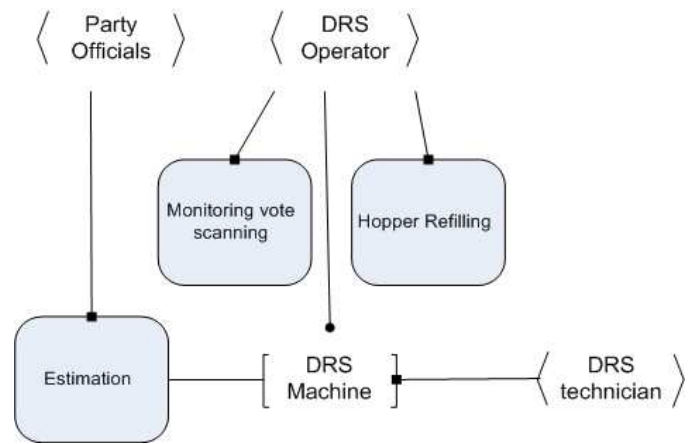 Party
Officials
DRS
Operator
Monitoring vote
scanning
Hopper Refilling
Estimation
DRS
Machine
DRS
technician